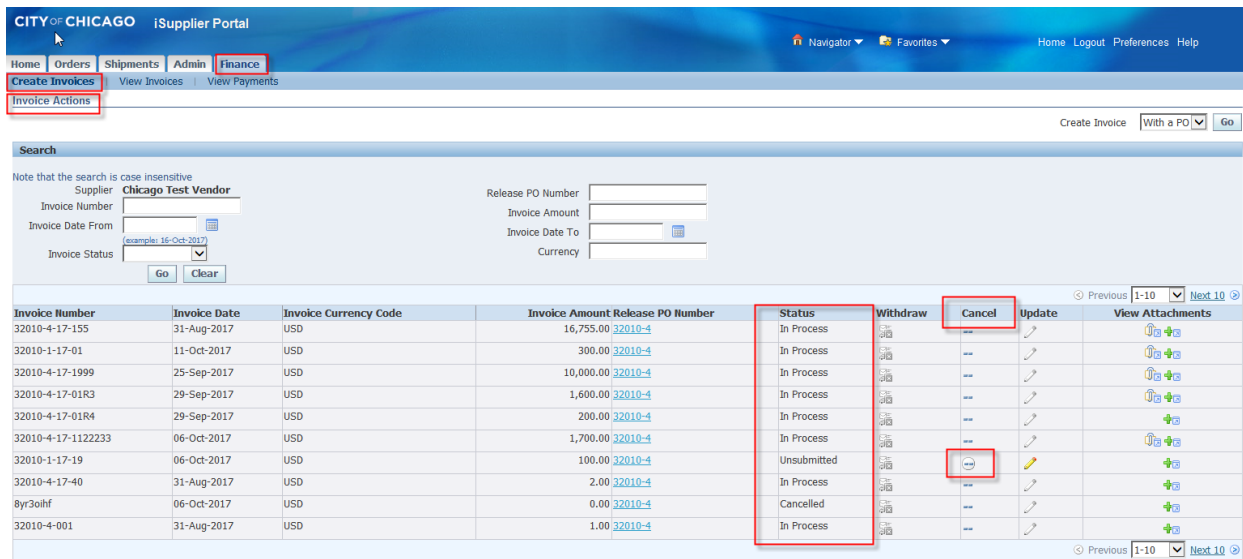 CITY OF CHICAGO iSupplier Portal
Navigator Favorites Home Logout Preferences Help
Home Orders Shipments Admin Finance
Create Invoices | View Invoices | View Payments
Invoice Actions
Create Invoice With a PO Go
Search
Note that the search is case insensitive
Supplier Chicago Test Vendor Release PO Number
Invoice Number Invoice Amount
Invoice Date From Invoice Date To
(example: 16-Oct-2017)
Invoice Status Currency
Go Clear
Previous 1-10 Next 10
Invoice Number Invoice Date Invoice Currency Code Invoice Amount Release PO Number Status Withdraw Cancel Update View Attachments
32010-4-17-155 31-Aug-2017 USD 16,755.00 32010-4 In Process
32010-1-17-01 11-Oct-2017 USD 300.00 32010-4 In Process
32010-4-17-1999 25-Sep-2017 USD 10,000.00 32010-4 In Process
32010-4-17-01R3 29-Sep-2017 USD 1,600.00 32010-4 In Process
32010-4-17-01R4 29-Sep-2017 USD 200.00 32010-4 In Process
32010-4-17-1122233 06-Oct-2017 USD 1,700.00 32010-4 In Process
32010-1-17-19 06-Oct-2017 USD 100.00 32010-4 Unsubmitted
32010-4-17-40 31-Aug-2017 USD 2.00 32010-4 In Process
8yr3oihf 06-Oct-2017 USD 0.00 32010-4 Cancelled
32010-4-001 31-Aug-2017 USD 1.00 32010-4 In Process
Previous 1-10 Next 10